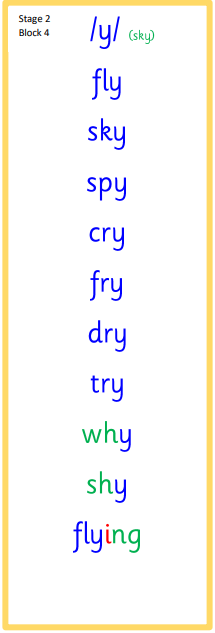 Stage 2
Block 4
/y/ (sky)
fly
sky
spy
cry
fry
dry
try
why
shy
flying